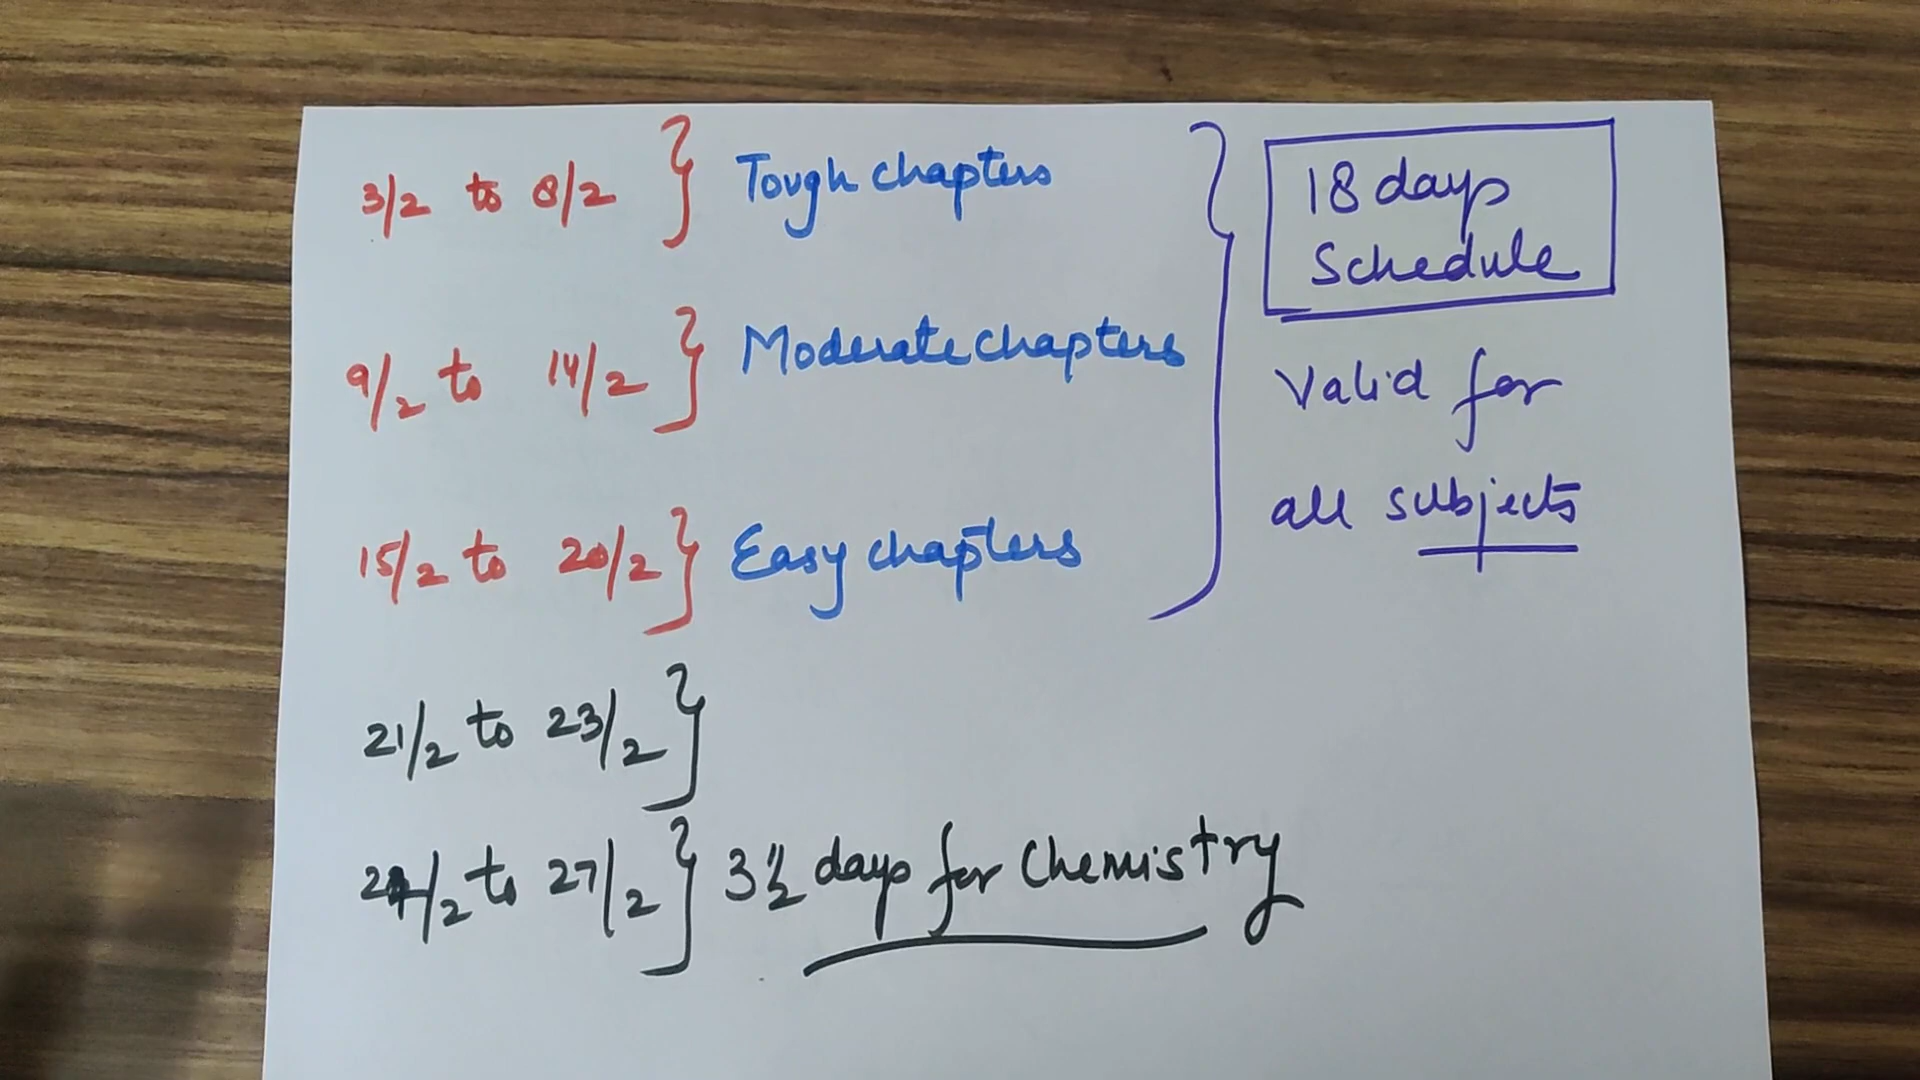 3/2 to 8/2 } Tough chapters
9/2 to 14/2 } Moderate chapters
15/2 to 20/2 } Easy chapters
} 18 days
Schedule
Valid for
all subjects
21/2 to 23/2 }
24/2 to 27/2 } 3 1/2 days for Chemistry